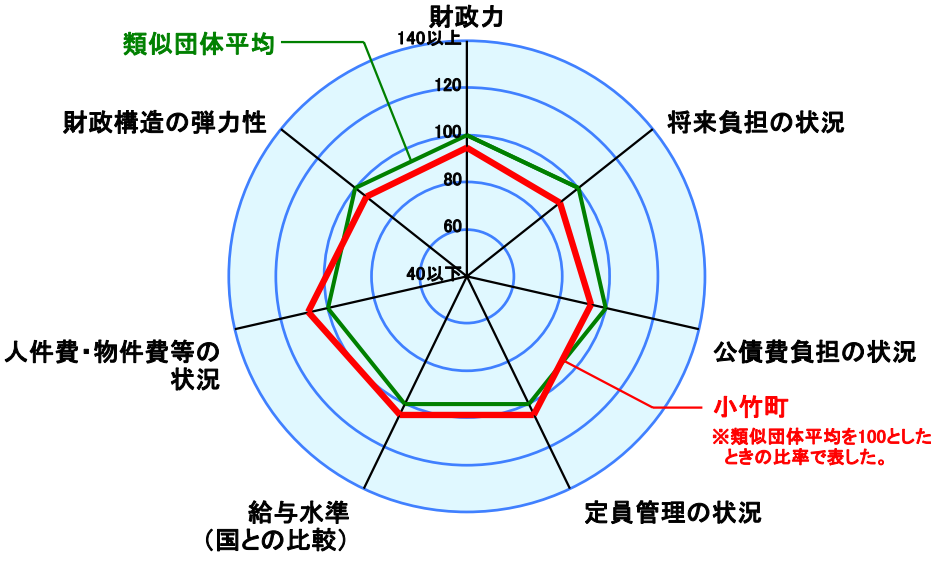 財政力
140以上
類似団体平均
120
財政構造の弾力性
将来負担の状況
100
80
60
40以下
人件費・物件費等の
状況
公債費負担の状況
小竹町
※類似団体平均を100とした
ときの比率で表した。
給与水準
（国との比較）
定員管理の状況